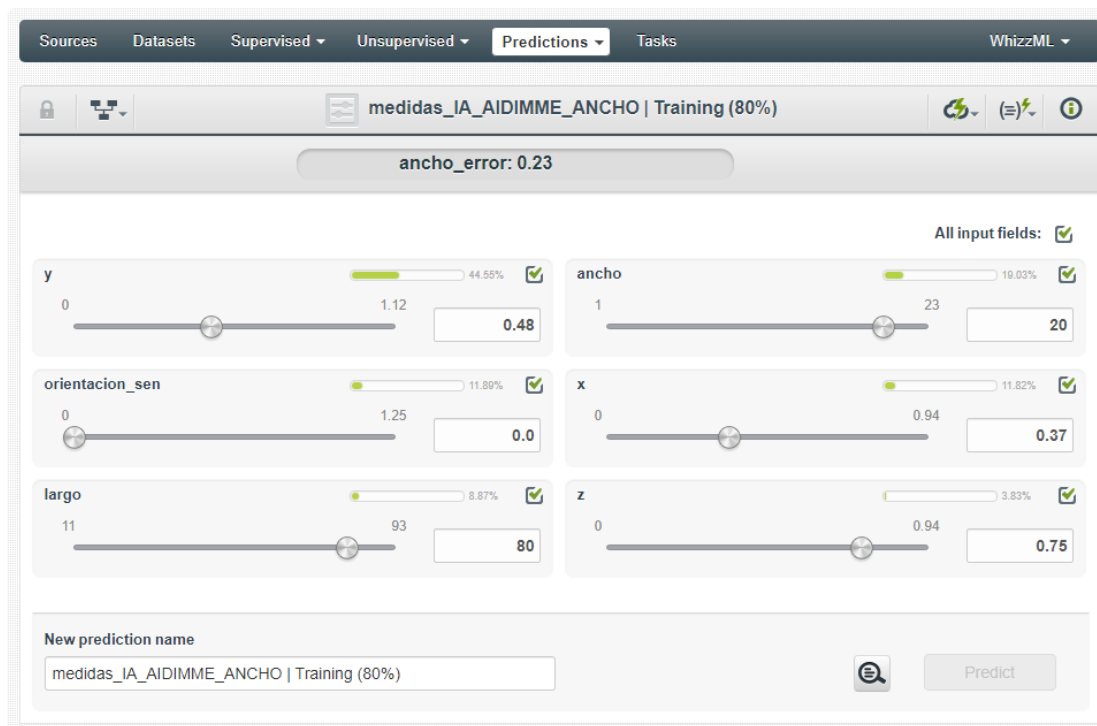 Sources Datasets Supervised Unsupervised Predictions Tasks WhizzML
medidas_IA_AIDIMME_ANCHO | Training (80%)
ancho_error: 0.23
All input fields:
y 44.55%
0 1.12
0.48
ancho 19.03%
1 23
20
orientacion_sen 11.89%
0 1.25
0.0
x 11.82%
0 0.94
0.37
largo 8.87%
11 93
80
z 3.83%
0 0.94
0.75
New prediction name
medidas_IA_AIDIMME_ANCHO | Training (80%)
Predict